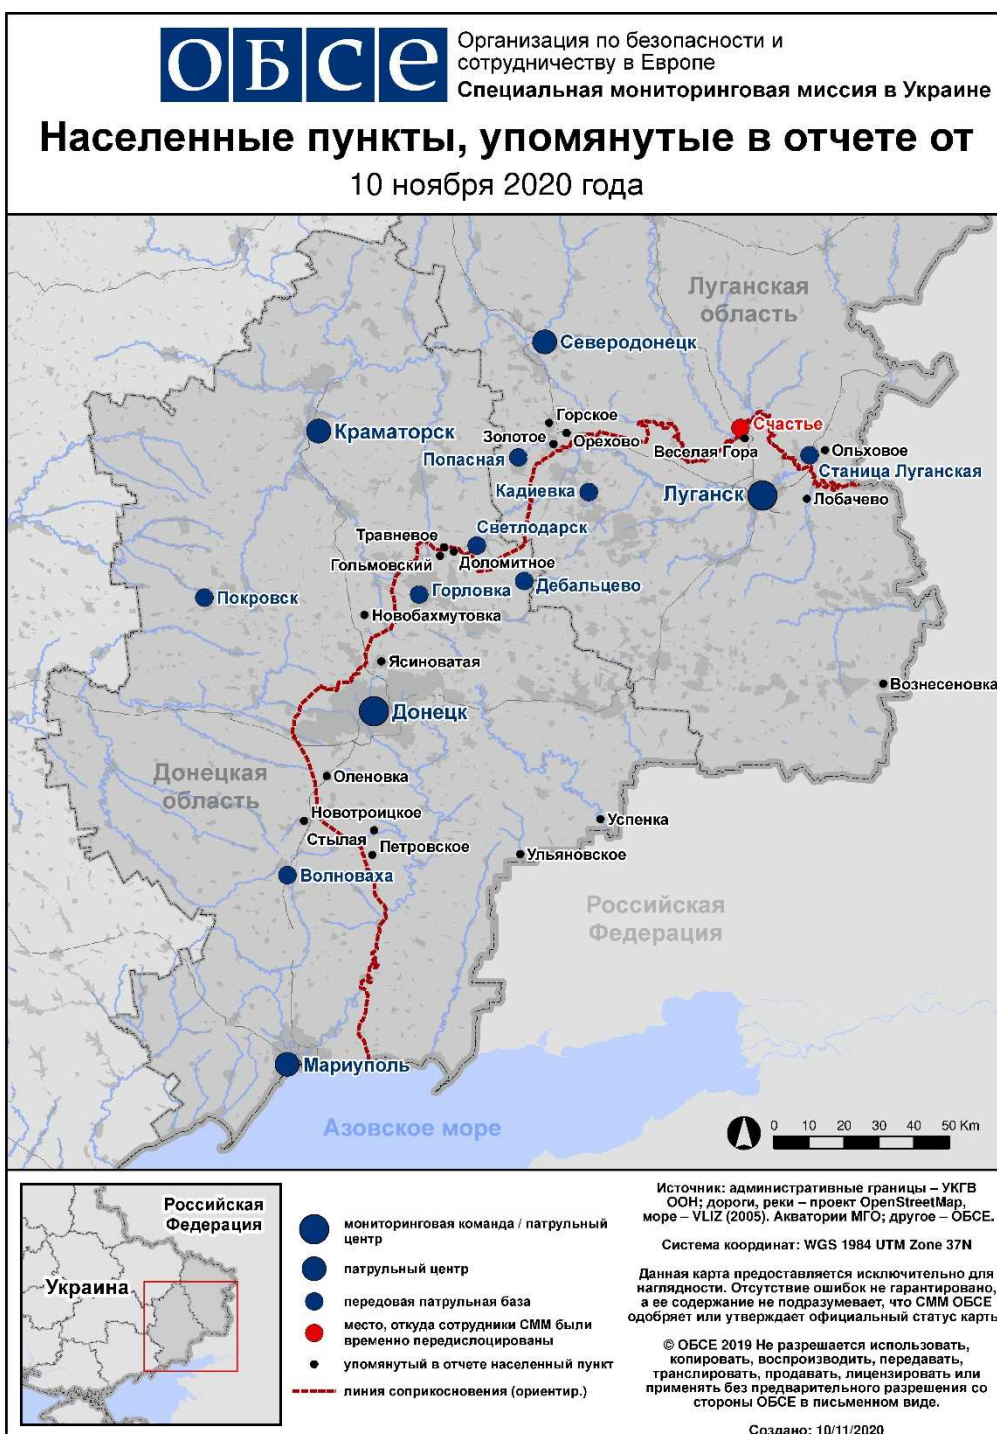 ОБСЕ
Организация по безопасности и
сотрудничеству в Европе
Специальная мониторинговая миссия в Украине
Населенные пункты, упомянутые в отчете от
10 ноября 2020 года
Луганская
область
Северодонецк
Горское
Счастье
Краматорск
Золотое
Орехово
Веселая Гора
Ольховое
Попасная
Станица Луганская
Кадиевка
Луганск
Лобачево
Светлодарск
Травневое
Гольмовский
Доломитное
Дебальцево
Горловка
Покровск
Новобахмутовка
Ясиноватая
Вознесеновка
Донецк
Донецкая
область
Оленовка
Новотроицкое
Успенка
Стылая
Петровское
Ульяновское
Волноваха
Российская
Федерация
Мариуполь
Азовское море
0 10 20 30 40 50 Km
Российская
Федерация
Украина
мониторинговая команда / патрульный
центр
патрульный центр
передовая патрульная база
место, откуда сотрудники СММ были
временно передислоцированы
упомянутый в отчете населенный пункт
линия соприкосновения (ориентир.)
Источник: административные границы – УКГВ
ООН; дороги, реки – проект OpenStreetMap,
море – VLIZ (2005). Акватории МГО; другое – ОБСЕ.
Система координат: WGS 1984 UTM Zone 37N
Данная карта предоставляется исключительно для
наглядности. Отсутствие ошибок не гарантировано,
а ее содержание не подразумевает, что СММ ОБСЕ
одобряет или утверждает официальный статус карты
© ОБСЕ 2019 Не разрешается использовать,
копировать, воспроизводить, передавать,
транслировать, продавать, лицензировать или
применять без предварительного разрешения со
стороны ОБСЕ в письменном виде.
Создано: 10/11/2020